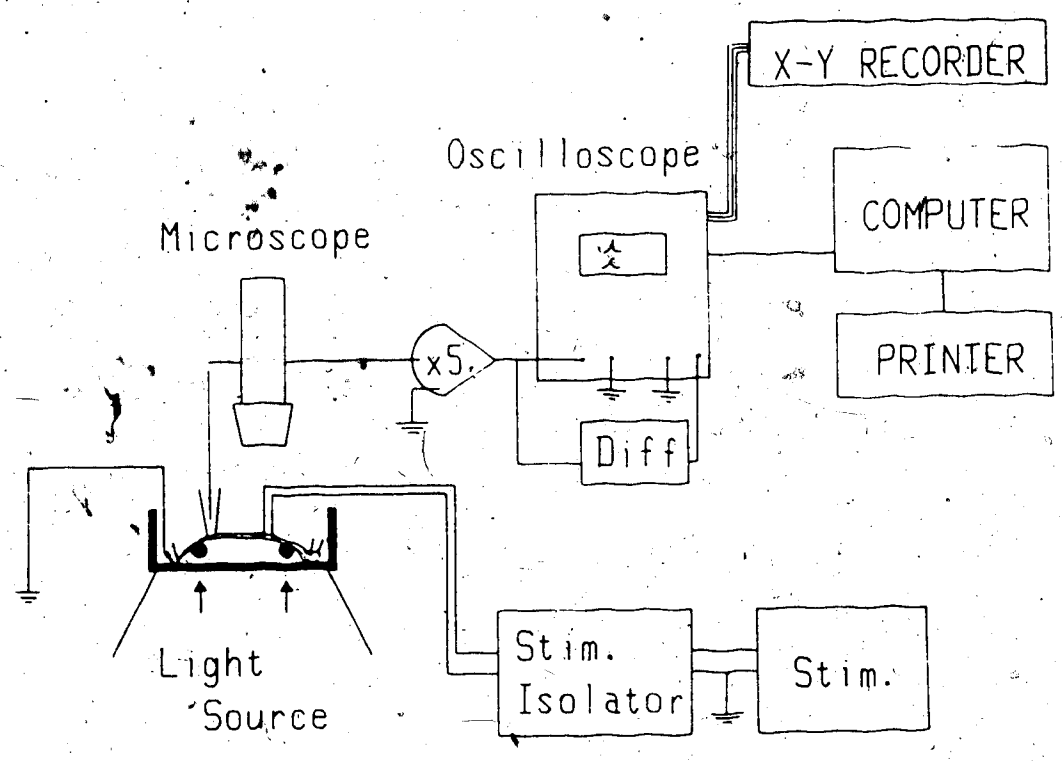 X-Y RECORDER
Oscilloscope
COMPUTER
Microscope
x5.
PRINTER
Diff
Stim.
Isolator
Stim.
Light
Source